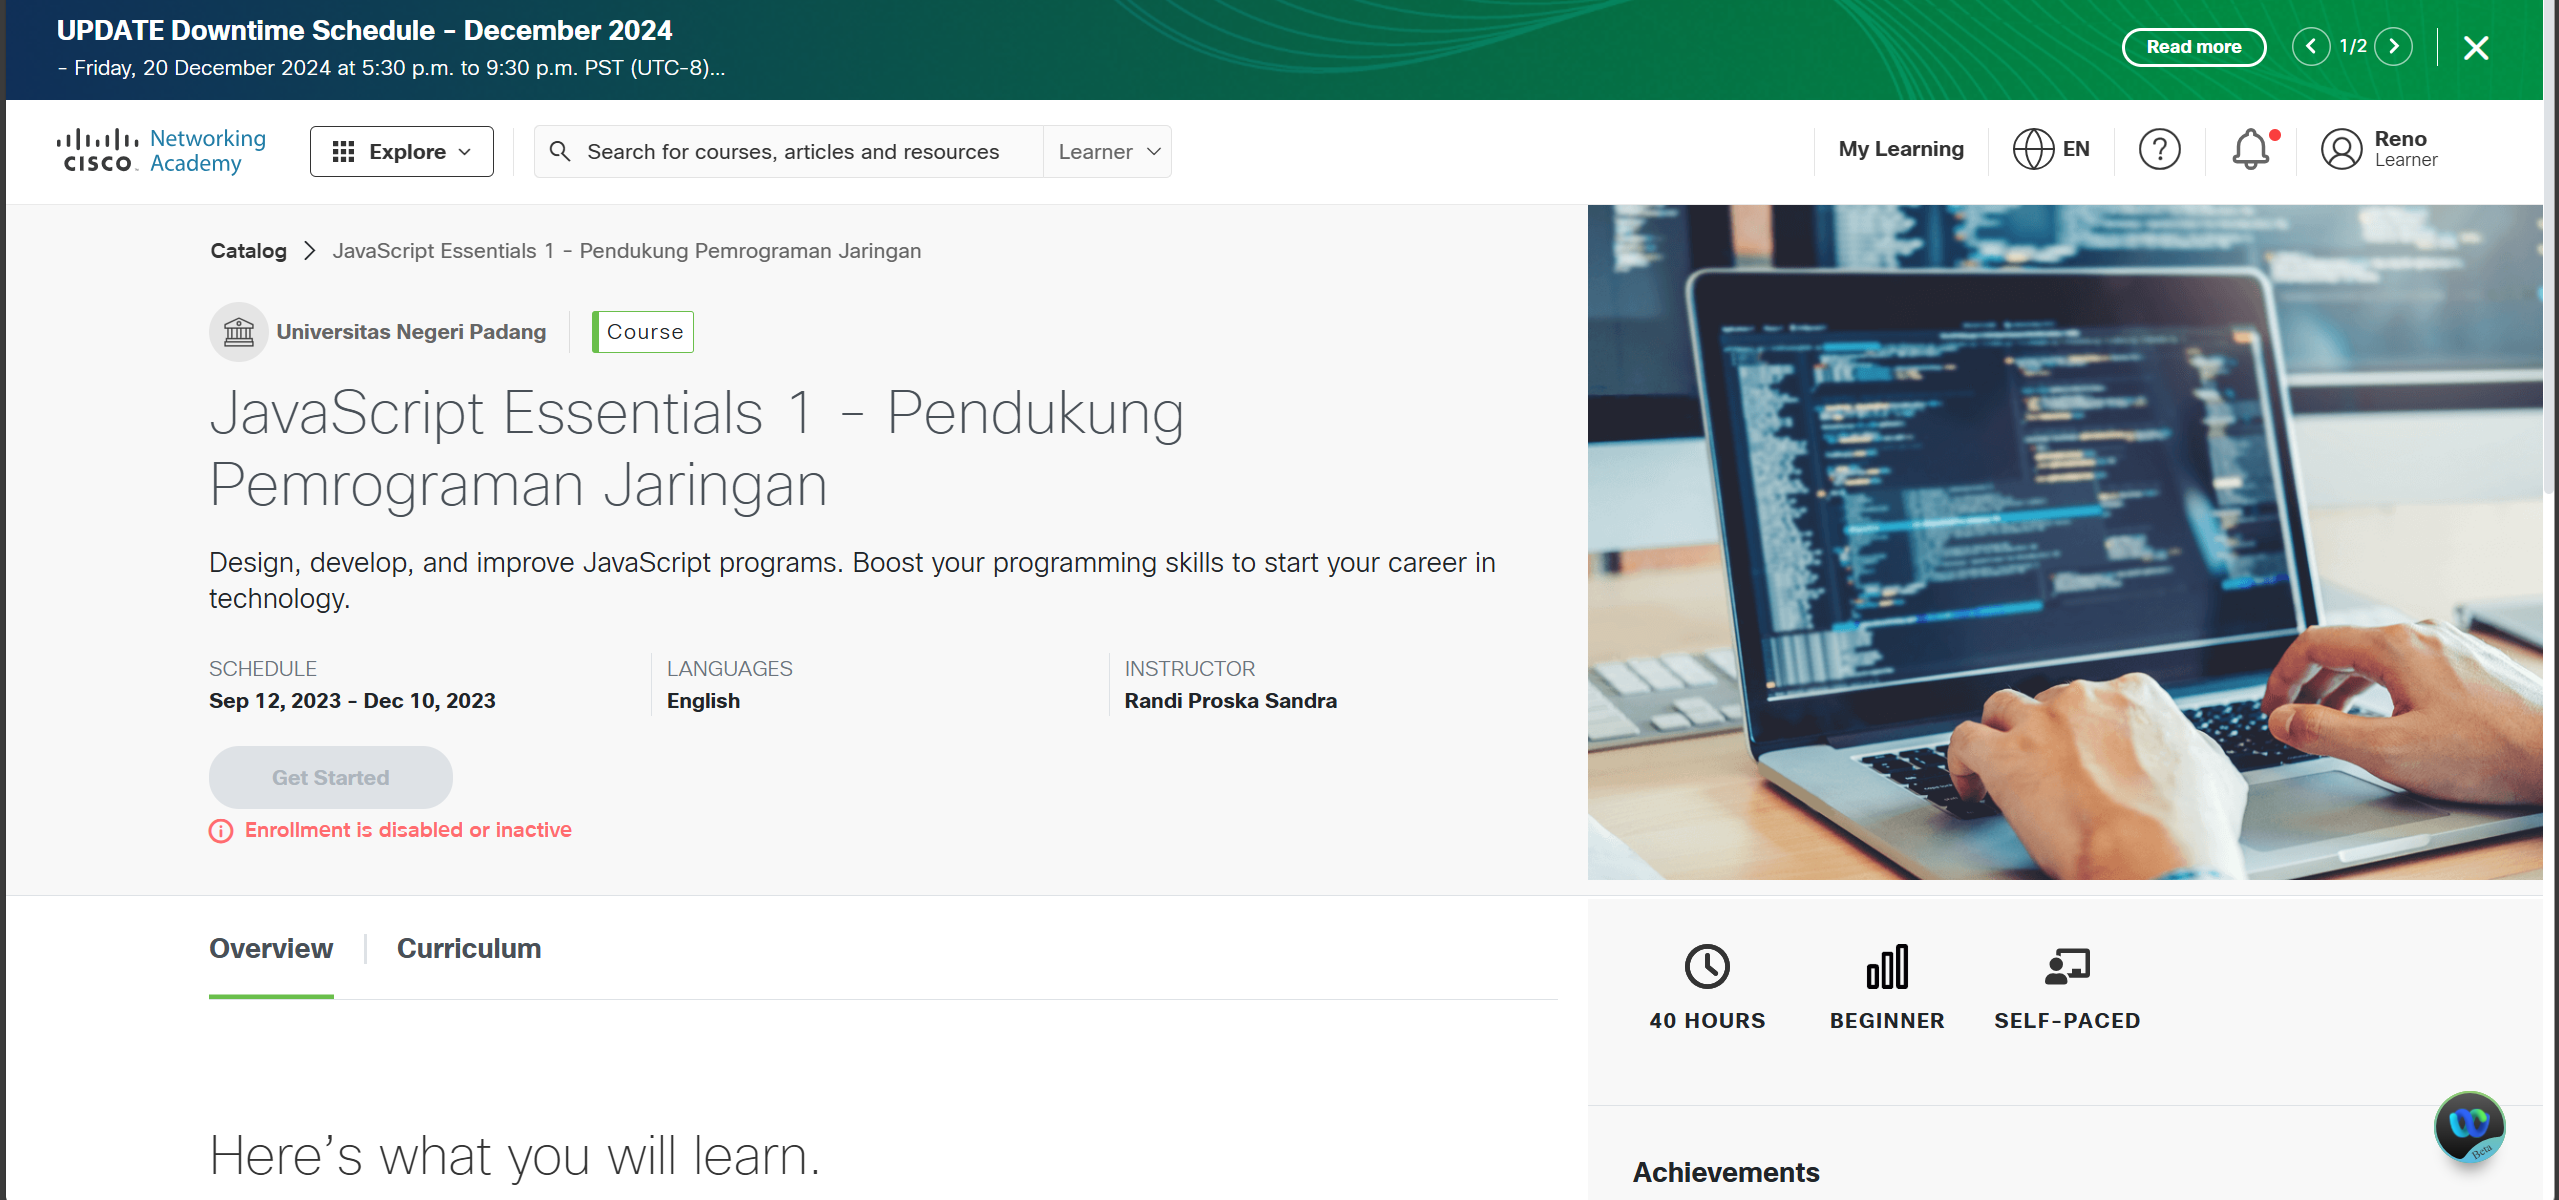 UPDATE Downtime Schedule - December 2024
- Friday, 20 December 2024 at 5:30 p.m. to 9:30 p.m. PST (UTC-8)...
Read more
1/2
CISCO
Networking
Academy
Explore
Search for courses, articles and resources
Learner
My Learning
EN
Reno
Learner
Catalog
JavaScript Essentials 1 - Pendukung Pemrograman Jaringan
Universitas Negeri Padang
Course
JavaScript Essentials 1 - Pendukung
Pemrograman Jaringan
Design, develop, and improve JavaScript programs. Boost your programming skills to start your career in
technology.
SCHEDULE
Sep 12, 2023 - Dec 10, 2023
LANGUAGES
English
INSTRUCTOR
Randi Proska Sandra
Get Started
Enrollment is disabled or inactive
Overview
Curriculum
40 HOURS
BEGINNER
SELF-PACED
Here's what you will learn.
Achievements
Beta